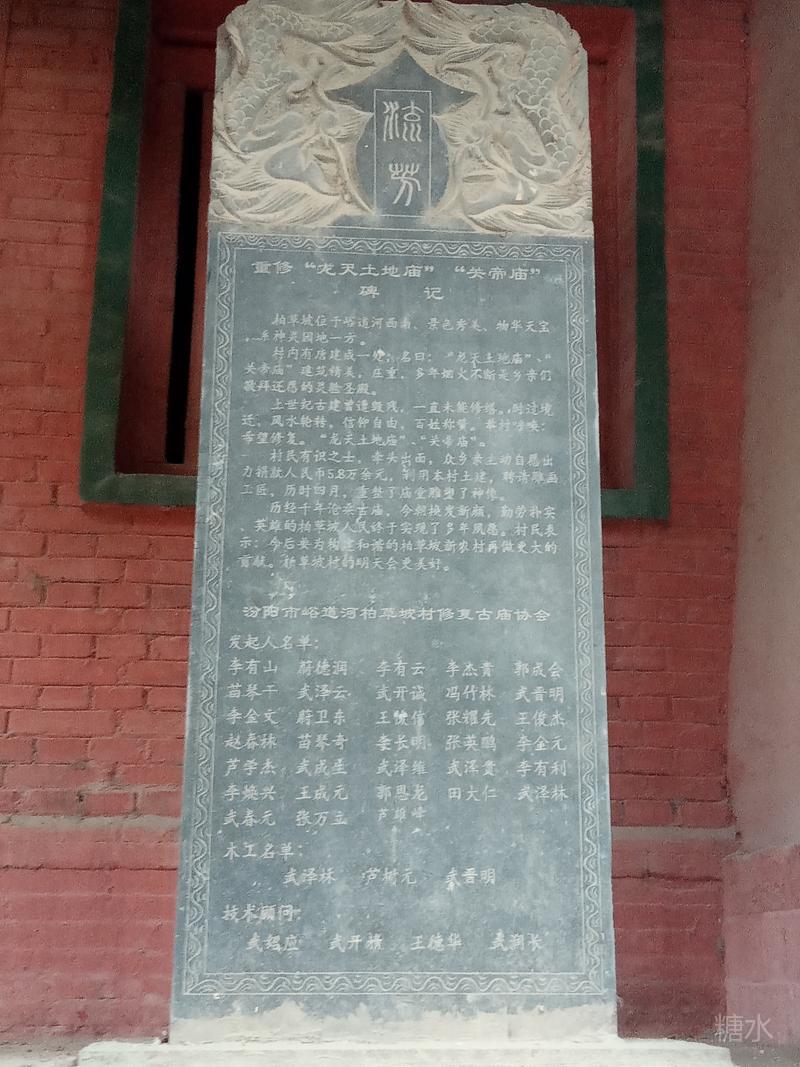 流芳
重修“龙天土地庙”“关帝庙”
碑 记
柏草坡位于峪道河西南、景色秀美、物华天宝
。系神灵园地一方。
村内有庙建成一处；名曰：“龙天土地庙”、“
关帝庙”建筑精美，庄重，多年烟火不断是乡亲们
敬拜还愿的灵验圣殿。
上世纪古建曾遭毁残，一直未能修缮。时过境
迁，风水轮转，信仰自由，百姓称赞。举村呼唤：
希望修复。“龙天土地庙”、“关帝庙”。
村民有识之士，牵头出面，众乡亲主动自愿出
力捐款人民币5.8万余元，利用本村土建，聘请雕画
工匠，历时四月，重整了庙堂雕塑了神像。
历经千年沧桑古庙，今朝换发新颜，勤劳朴实
、英雄的柏草坡人民终于实现了多年夙愿。村民表
示：今后要为构建和谐的柏草坡新农村再做更大的
贡献。柏草坡村的明天会更美好。
汾阳市峪道河柏草坡村修复古庙协会
发起人名单：
李有山 蔚德润 李有云 李杰贵 郭成会
苗琴干 武泽云 武开诚 冯竹林 武晋明
李金文 蔚卫东 王俊信 张耀先 王俊杰
赵春林 苗琴奇 李长明 张英鹏 李金元
芦学杰 武成生 武泽维 武泽贵 李有利
李焕兴 王成元 郭恩龙 田大仁 武泽林
武春元 张万立 芦雄峰
木工名单：
武泽林 芦树元 武晋明
技术顾问：
武绍应 武开精 王德华 武润长
糖水